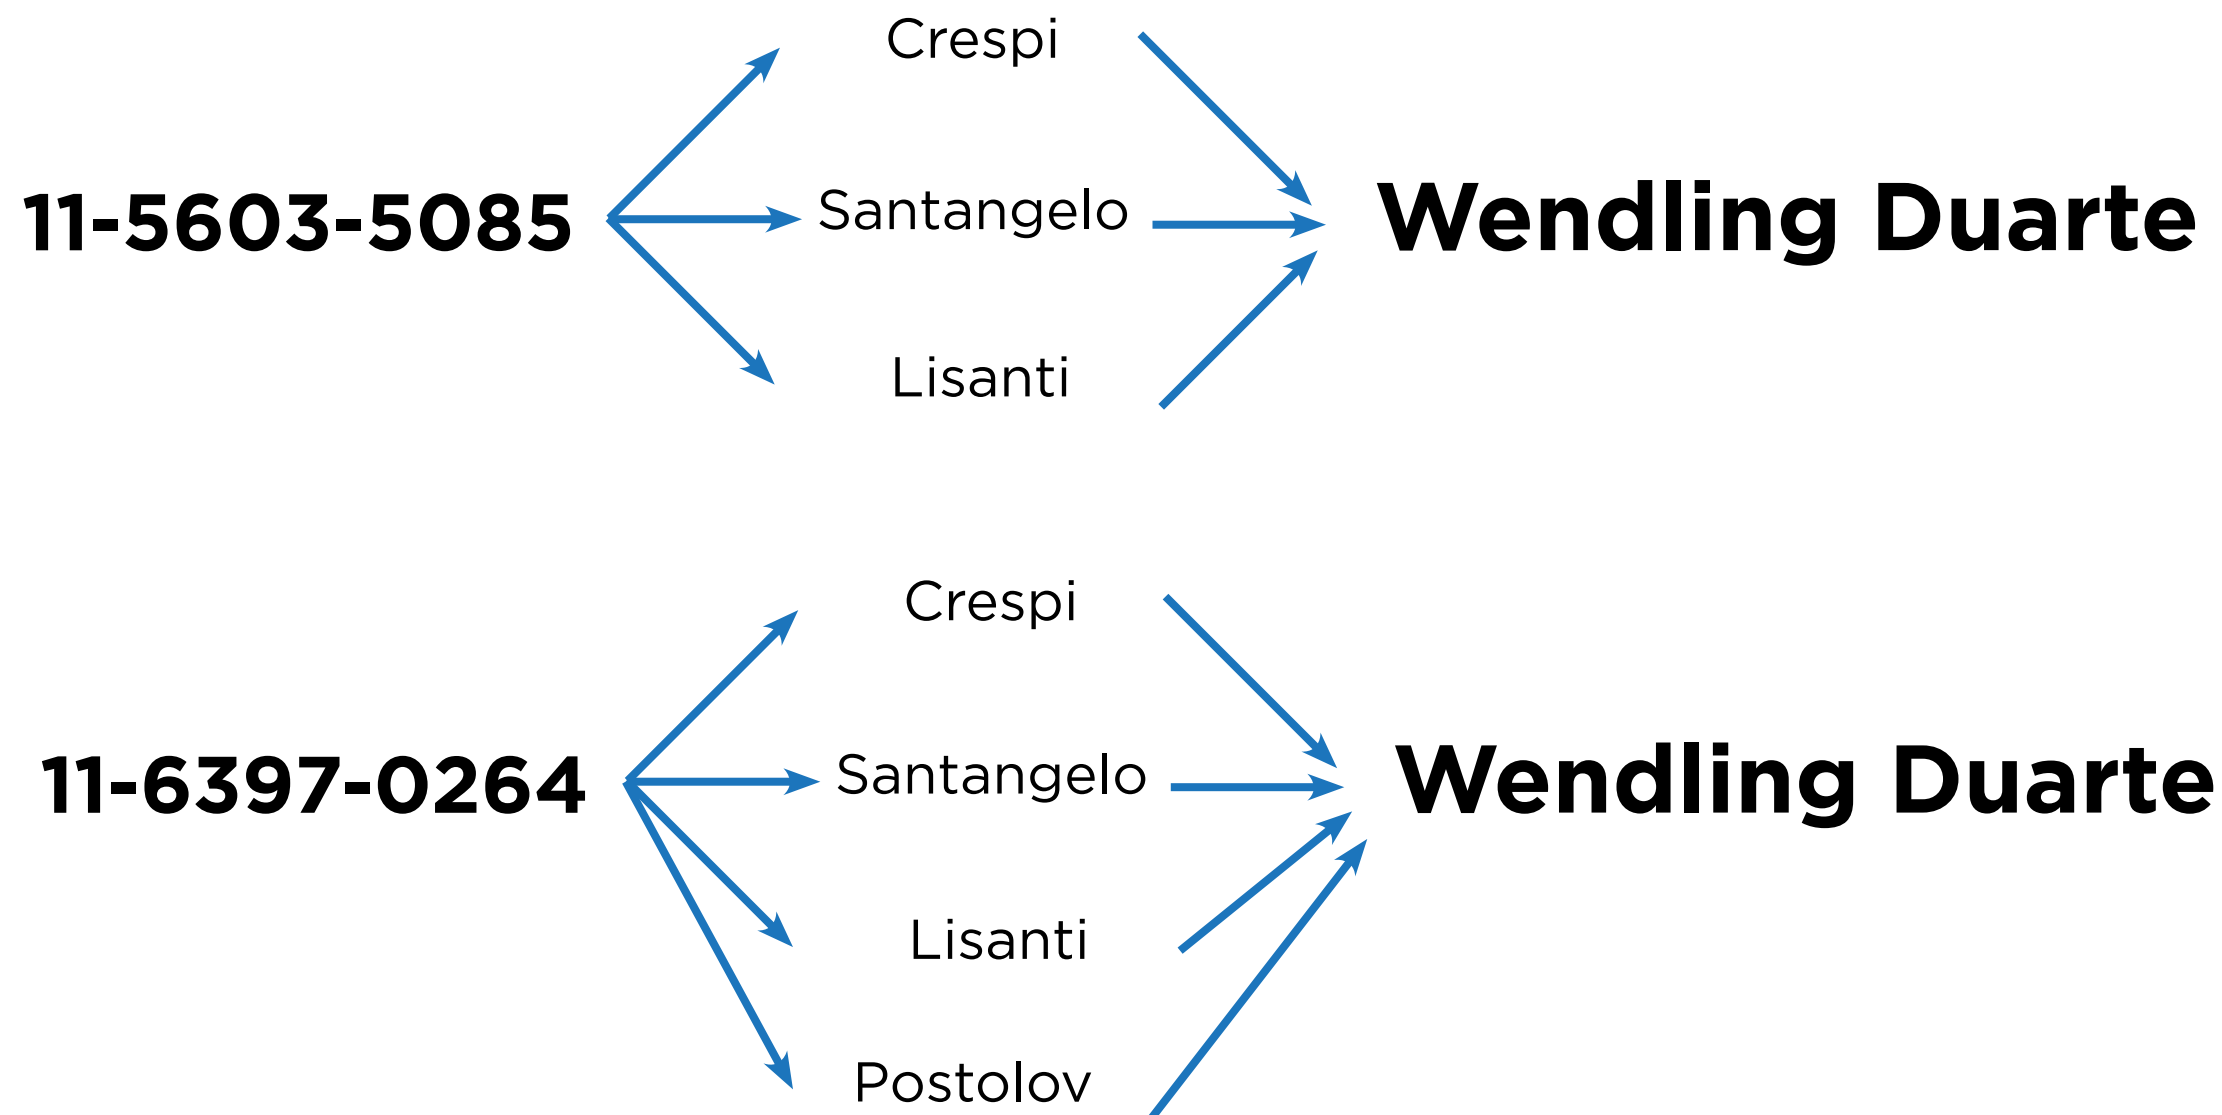 Crespi
11-5603-5085
Santangelo
Wendling Duarte
Lisanti
Crespi
11-6397-0264
Santangelo
Wendling Duarte
Lisanti
Postolov